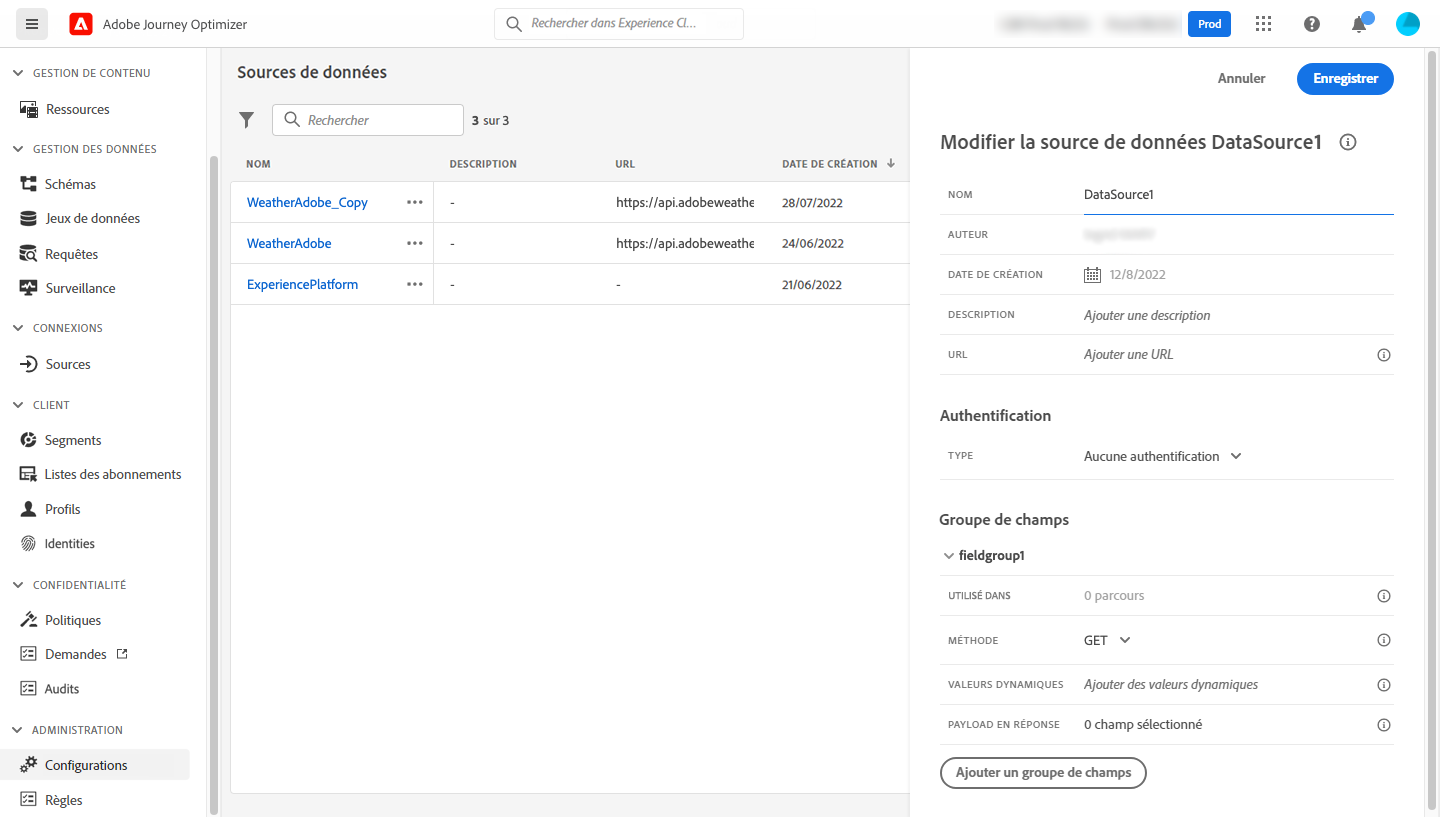 Adobe Journey Optimizer
Rechercher dans Experience Cl...
Prod
GESTION DE CONTENU
Ressources
GESTION DES DONNÉES
Schémas
Jeux de données
Requêtes
Surveillance
CONNEXIONS
Sources
CLIENT
Segments
Listes des abonnements
Profils
Identities
CONFIDENTIALITÉ
Politiques
Demandes
Audits
ADMINISTRATION
Configurations
Règles
Sources de données
Rechercher
3 sur 3
NOM DESCRIPTION URL DATE DE CRÉATION
WeatherAdobe_Copy - https://api.adobeweathe 28/07/2022
WeatherAdobe - https://api.adobeweathe 24/06/2022
ExperiencePlatform - - 21/06/2022
Annuler Enregistrer
Modifier la source de données DataSource1
NOM DataSource1
AUTEUR
DATE DE CRÉATION 12/8/2022
DESCRIPTION Ajouter une description
URL Ajouter une URL
Authentification
TYPE Aucune authentification
Groupe de champs
fieldgroup1
UTILISÉ DANS 0 parcours
MÉTHODE GET
VALEURS DYNAMIQUES Ajouter des valeurs dynamiques
PAYLOAD EN RÉPONSE 0 champ sélectionné
Ajouter un groupe de champs